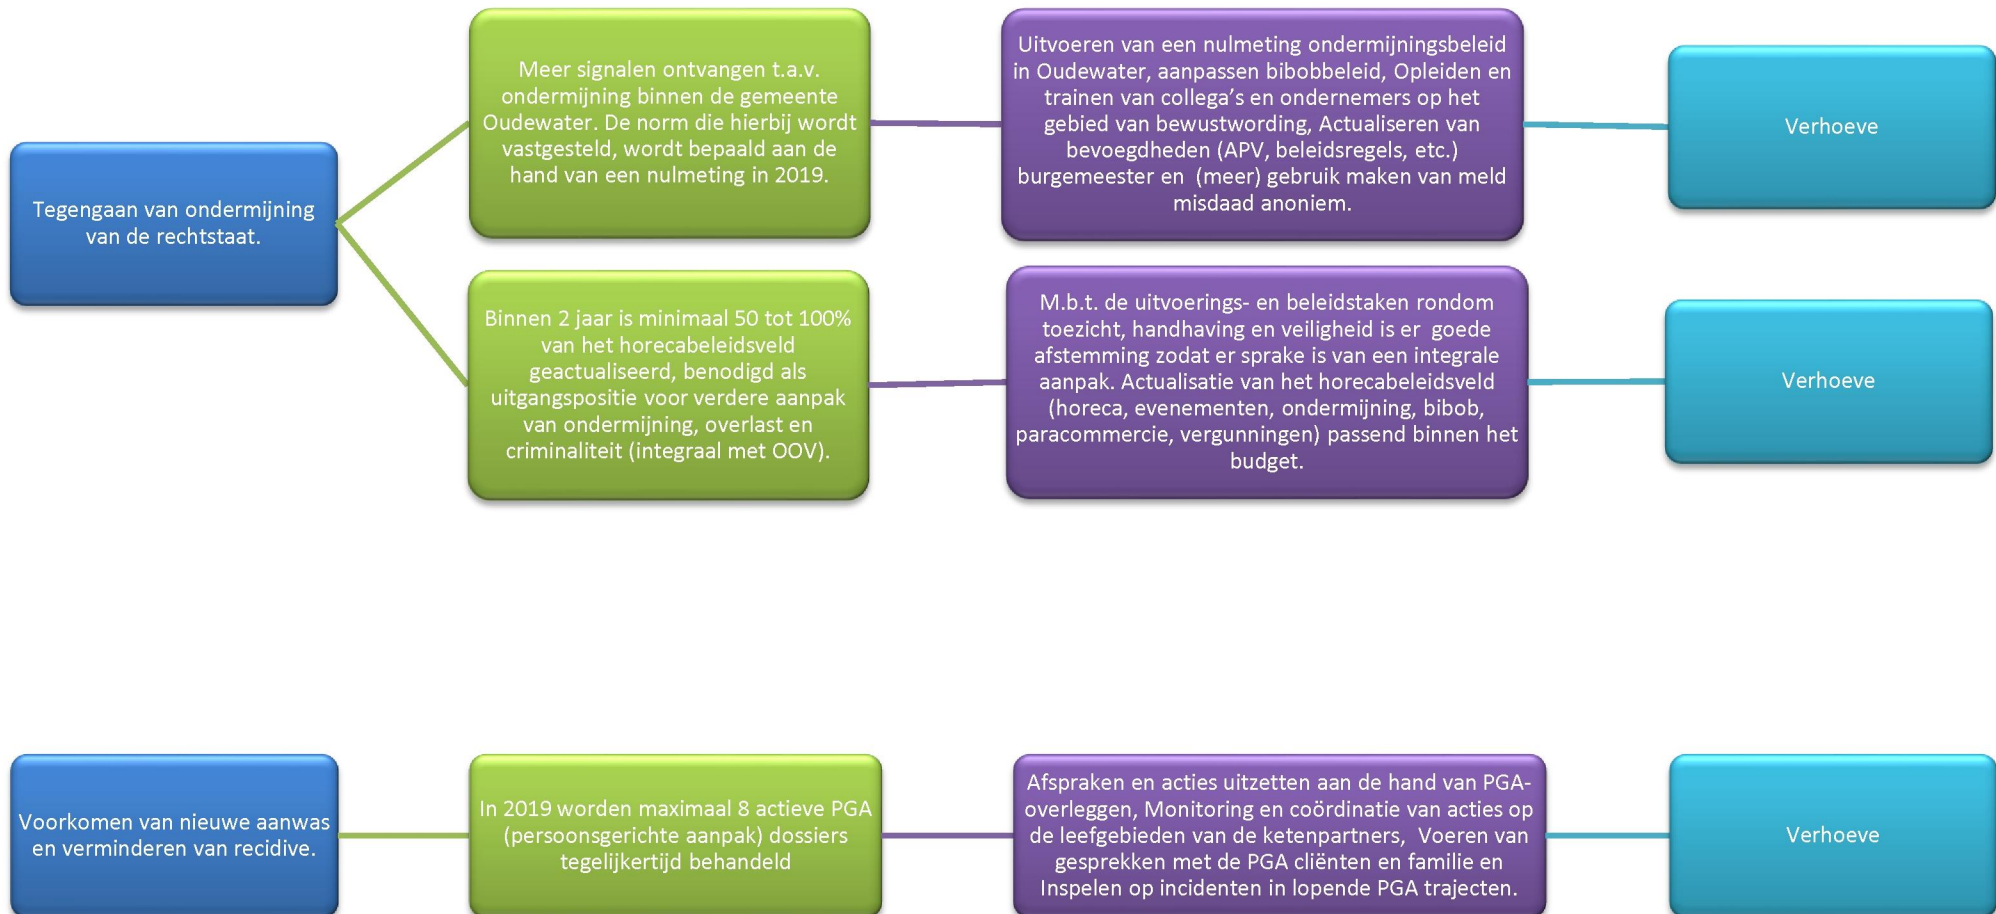 Tegengaan van ondermijning
van de rechtstaat.
Meer signalen ontvangen t.a.v.
ondermijning binnen de gemeente
Oudewater. De norm die hierbij wordt
vastgesteld, wordt bepaald aan de
hand van een nulmeting in 2019.
Uitvoeren van een nulmeting ondermijningsbeleid
in Oudewater, aanpassen bibobbeleid, Opleiden en
trainen van collega’s en ondernemers op het
gebied van bewustwording, Actualiseren van
bevoegdheden (APV, beleidsregels, etc.)
burgemeester en (meer) gebruik maken van meld
misdaad anoniem.
Verhoeve
Binnen 2 jaar is minimaal 50 tot 100%
van het horecabeleidsveld
geactualiseerd, benodigd als
uitgangspositie voor verdere aanpak
van ondermijning, overlast en
criminaliteit (integraal met OOV).
M.b.t. de uitvoerings- en beleidstaken rondom
toezicht, handhaving en veiligheid is er goede
afstemming zodat er sprake is van een integrale
aanpak. Actualisatie van het horecabeleidsveld
(horeca, evenementen, ondermijning, bibob,
paracommercie, vergunningen) passend binnen het
budget.
Verhoeve
Voorkomen van nieuwe aanwas
en verminderen van recidive.
In 2019 worden maximaal 8 actieve PGA
(persoonsgerichte aanpak) dossiers
tegelijkertijd behandeld
Afspraken en acties uitzetten aan de hand van PGA-
overleggen, Monitoring en coördinatie van acties op
de leefgebieden van de ketenpartners, Voeren van
gesprekken met de PGA cliënten en familie en
Inspelen op incidenten in lopende PGA trajecten.
Verhoeve